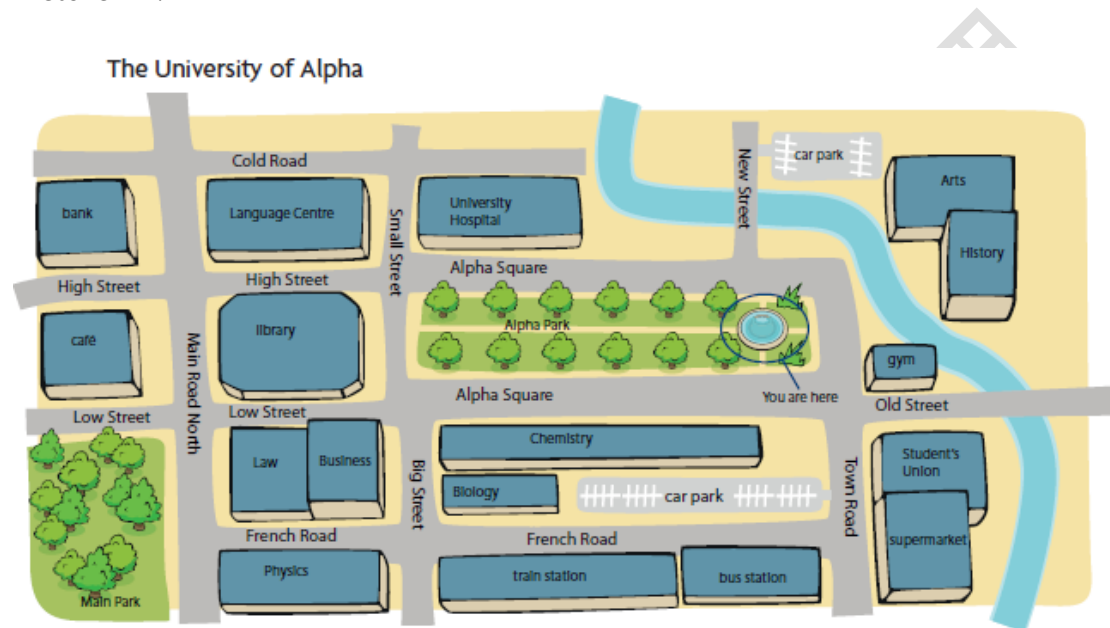 The University of Alpha
Cold Road
New Street
car park
bank
Language Centre
Small Street
University
Hospital
Arts
History
High Street
High Street
Alpha Square
café
library
Alpha Park
Main Road North
gym
You are here
Low Street
Low Street
Alpha Square
Old Street
Law
Business
Big Street
Chemistry
Biology
car park
Town Road
Student's
Union
French Road
French Road
supermarket
Physics
train station
bus station
Main Park